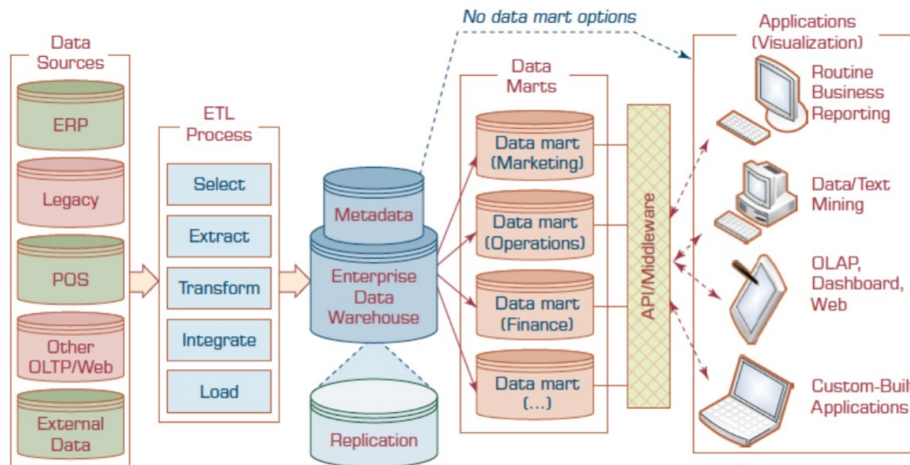 No data mart options
Data
Sources
ERP
Legacy
POS
Other
OLTP/Web
External
Data
ETL
Process
Select
Extract
Transform
Integrate
Load
Metadata
Enterprise
Data
Warehouse
Replication
Data
Marts
Data mart
(Marketing)
Data mart
(Operations)
Data mart
(Finance)
Data mart
(...)
API/Middleware
Applications
(Visualization)
Routine
Business
Reporting
Data/Text
Mining
OLAP,
Dashboard,
Web
Custom-Built
Applications